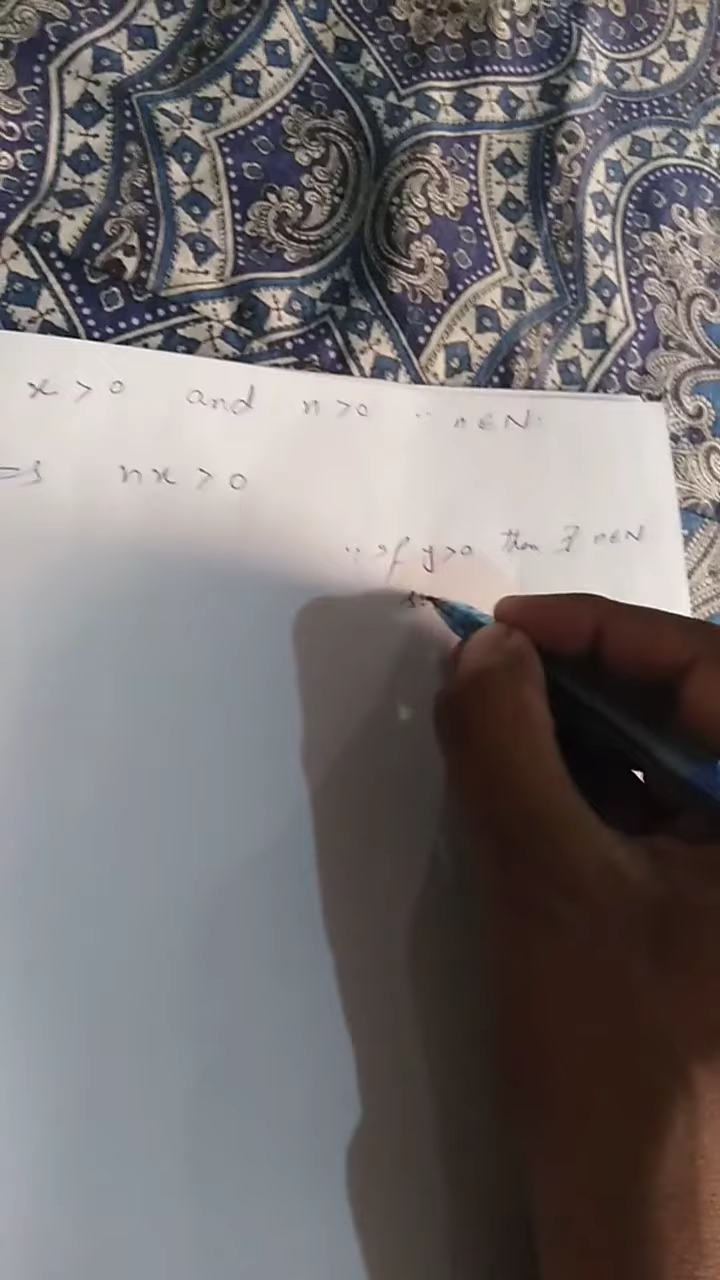 x > 0 and n > 0 ∵ n ∈ N.
⇒ nx > 0
∵ If y > 0 then ∃ n ∈ N
s.